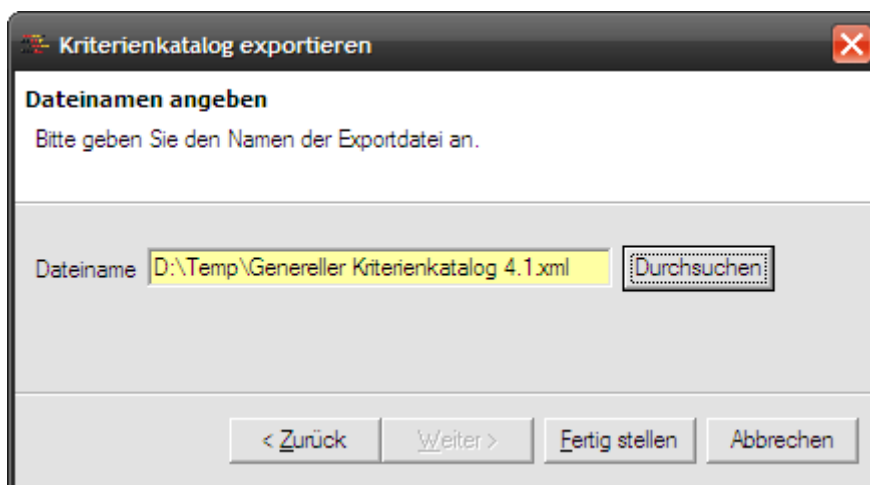 Kriterienkatalog exportieren
Dateinamen angeben
Bitte geben Sie den Namen der Exportdatei an.
Dateiname D:\Temp\Genereller Kriterienkatalog 4.1.xml Durchsuchen
< Zurück Weiter > Fertig stellen Abbrechen